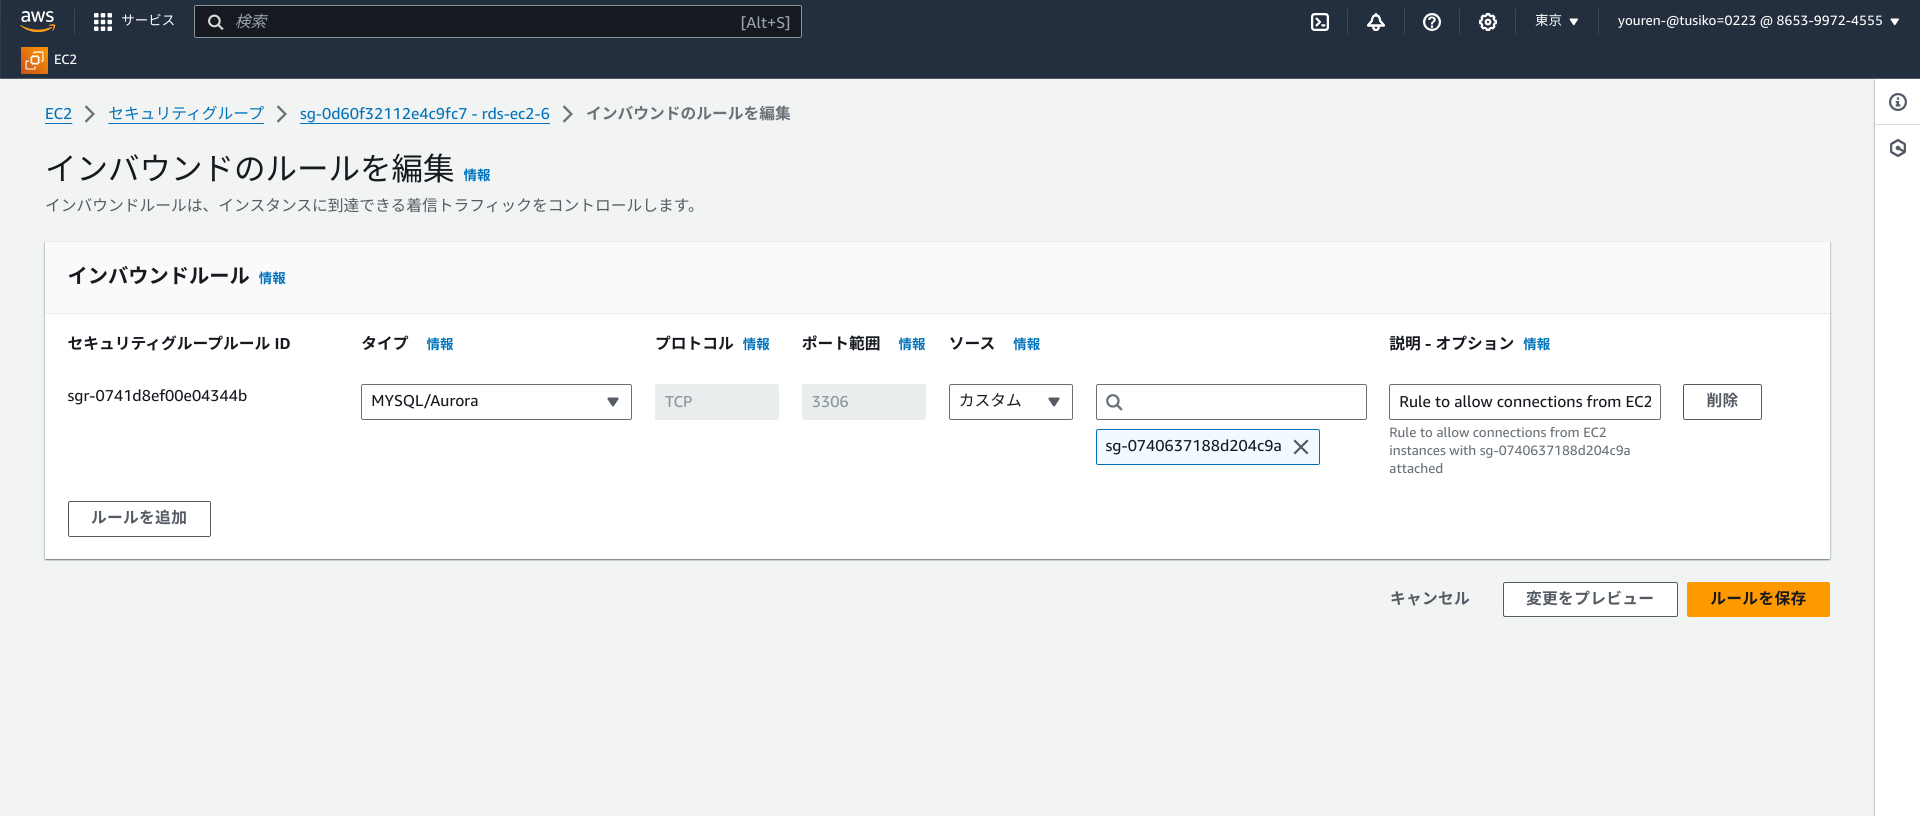 aws
サービス
検索
[Alt+S]
東京
youren-@tusiko=0223 @ 8653-9972-4555
EC2
EC2
セキュリティグループ
sg-0d60f32112e4c9fc7 - rds-ec2-6
インバウンドのルールを編集
インバウンドのルールを編集 情報
インバウンドルールは、インスタンスに到達できる着信トラフィックをコントロールします。
インバウンドルール 情報
セキュリティグループルール ID
タイプ 情報
プロトコル 情報
ポート範囲 情報
ソース 情報
説明 - オプション 情報
sgr-0741d8ef00e04344b
MYSQL/Aurora
TCP
3306
カスタム
Rule to allow connections from EC2
削除
sg-0740637188d204c9a
Rule to allow connections from EC2
instances with sg-0740637188d204c9a
attached
ルールを追加
キャンセル
変更をプレビュー
ルールを保存